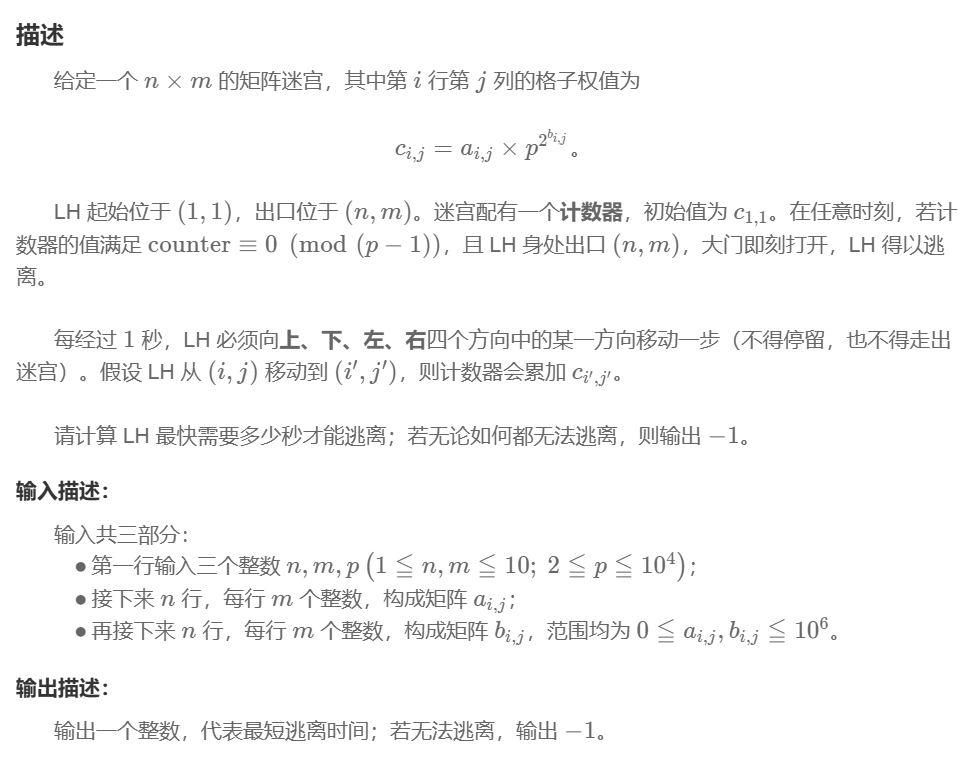 描述
给定一个 n × m 的矩阵迷宫，其中第 i 行第 j 列的格子权值为
c_{i,j} = a_{i,j} × p^{2^{b_{i,j}}}。
LH 起始位于 (1,1)，出口位于 (n,m)。迷宫配有一个计数器，初始值为 c_{1,1}。在任意时刻，若计
数器的值满足 counter ≡ 0 (mod (p − 1))，且 LH 身处出口 (n,m)，大门即刻打开，LH 得以逃
离。
每经过 1 秒，LH 必须向上、下、左、右四个方向中的某一方向移动一步（不得停留，也不得走出
迷宫）。假设 LH 从 (i,j) 移动到 (i′,j′)，则计数器会累加 c_{i′,j′}。
请计算 LH 最快需要多少秒才能逃离；若无论如何都无法逃离，则输出 −1。
输入描述：
输入共三部分：
● 第一行输入三个整数 n, m, p (1 ≦ n, m ≦ 10; 2 ≦ p ≦ 10^4)；
● 接下来 n 行，每行 m 个整数，构成矩阵 a_{i,j}；
● 再接下来 n 行，每行 m 个整数，构成矩阵 b_{i,j}，范围均为 0 ≦ a_{i,j}, b_{i,j} ≦ 10^6。
输出描述：
输出一个整数，代表最短逃离时间；若无法逃离，输出 −1。